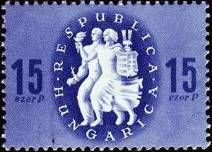 RESPUBLICA · HUNGARICA ·
15 15
ezer P ezer P